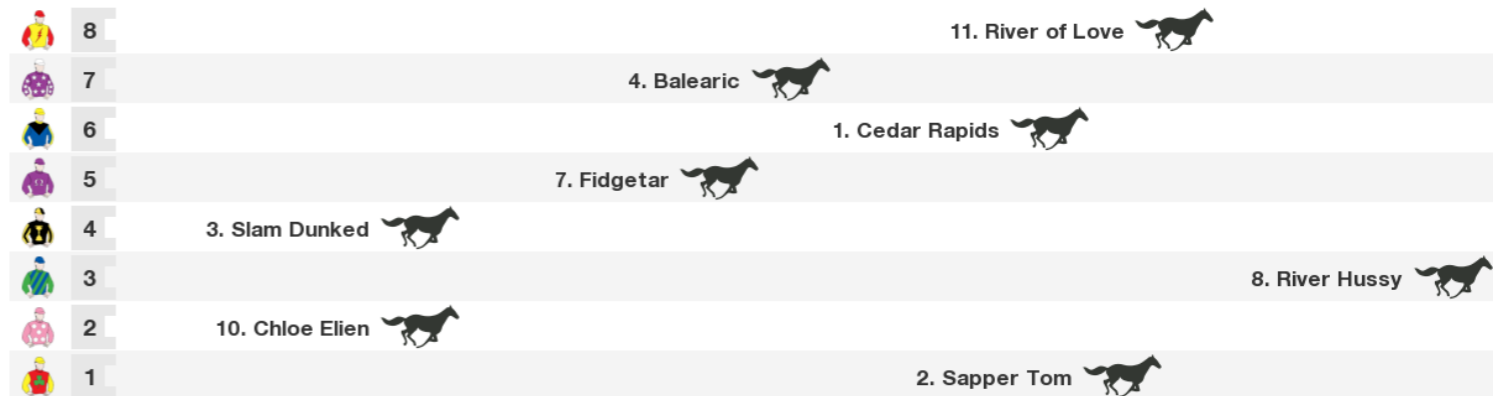 8 11. River of Love
7 4. Balearic
6 1. Cedar Rapids
5 7. Fidgetar
4 3. Slam Dunked
3 8. River Hussy
2 10. Chloe Elien
1 2. Sapper Tom